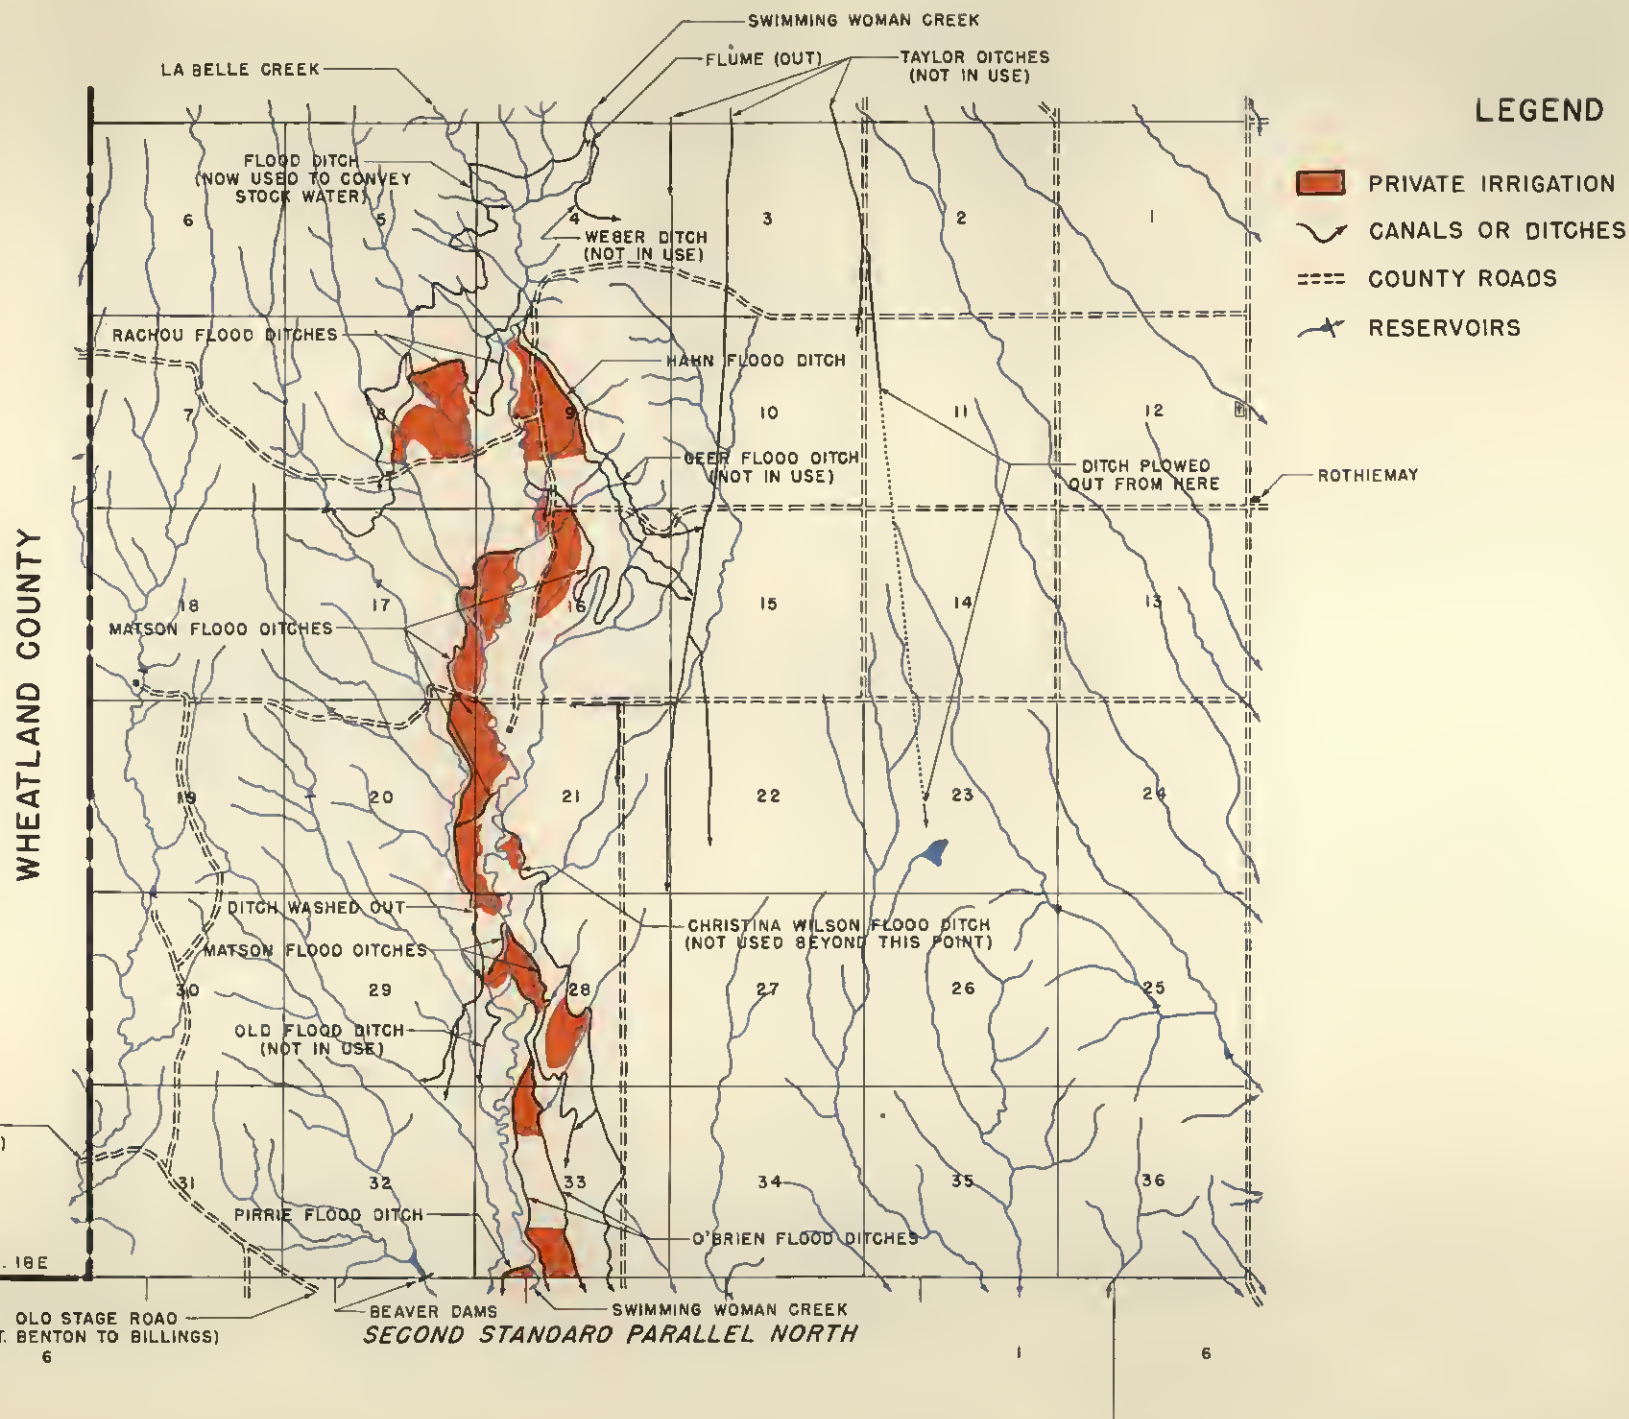 SWIMMING WOMAN CREEK
FLUME (OUT)
TAYLOR DITCHES
(NOT IN USE)
LA BELLE CREEK
LEGEND
PRIVATE IRRIGATION
CANALS OR DITCHES
COUNTY ROADS
RESERVOIRS
FLOOD DITCH
(NOW USED TO CONVEY
STOCK WATER)
6
5
4
3
2
1
WEBER DITCH
(NOT IN USE)
RACHOU FLOOD DITCHES
HAHN FLOOD DITCH
7
8
9
10
11
12
GEER FLOOD DITCH
(NOT IN USE)
DITCH PLOWED
OUT FROM HERE
ROTHIEMAY
WHEATLAND COUNTY
18
17
16
15
14
13
MATSON FLOOD DITCHES
19
20
21
22
23
24
DITCH WASHED OUT
CHRISTINA WILSON FLOOD DITCH
(NOT USED BEYOND THIS POINT)
MATSON FLOOD DITCHES
30
29
28
27
26
25
OLD FLOOD DITCH
(NOT IN USE)
)
31
32
33
34
35
36
PIRRIE FLOOD DITCH
O'BRIEN FLOOD DITCHES
. 18E
OLD STAGE ROAD
T. BENTON TO BILLINGS)
BEAVER DAMS
SWIMMING WOMAN CREEK
SECOND STANDARD PARALLEL NORTH
6
1
6